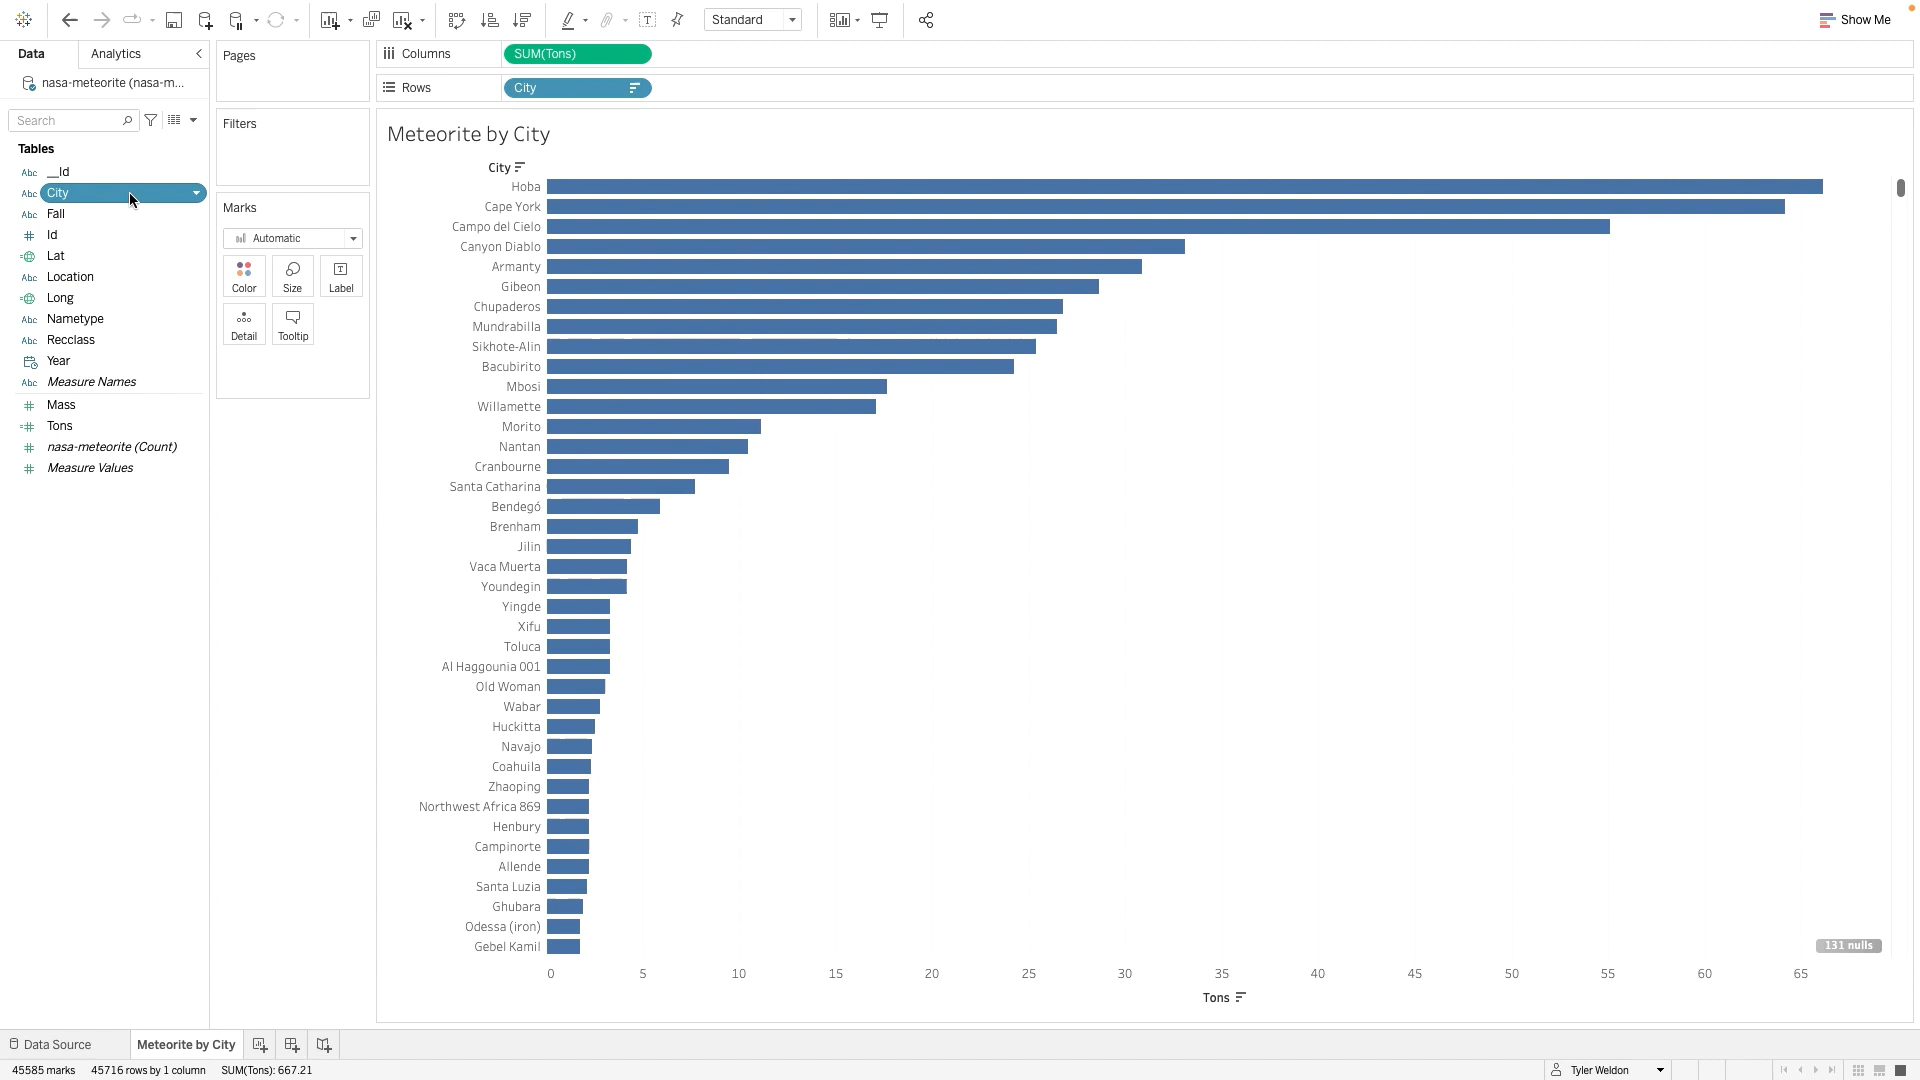 Standard
Show Me
Data
Analytics
nasa-meteorite (nasa-m...
Search
Tables
Abc __Id
Abc City
Abc Fall
# Id
Lat
Abc Location
Long
Abc Nametype
Abc Recclass
Year
Abc Measure Names
# Mass
=# Tons
# nasa-meteorite (Count)
# Measure Values
Pages
Filters
Marks
Automatic
Color
Size
Label
Detail
Tooltip
Columns
SUM(Tons)
Rows
City
Meteorite by City
City
Hoba
Cape York
Campo del Cielo
Canyon Diablo
Armanty
Gibeon
Chupaderos
Mundrabilla
Sikhote-Alin
Bacubirito
Mbosi
Willamette
Morito
Nantan
Cranbourne
Santa Catharina
Bendegó
Brenham
Jilin
Vaca Muerta
Youndegin
Yingde
Xifu
Toluca
Al Haggounia 001
Old Woman
Wabar
Huckitta
Navajo
Coahuila
Zhaoping
Northwest Africa 869
Henbury
Campinorte
Allende
Santa Luzia
Ghubara
Odessa (iron)
Gebel Kamil
131 nulls
0 5 10 15 20 25 30 35 40 45 50 55 60 65
Tons
Data Source
Meteorite by City
45585 marks 45716 rows by 1 column SUM(Tons): 667.21
Tyler Weldon